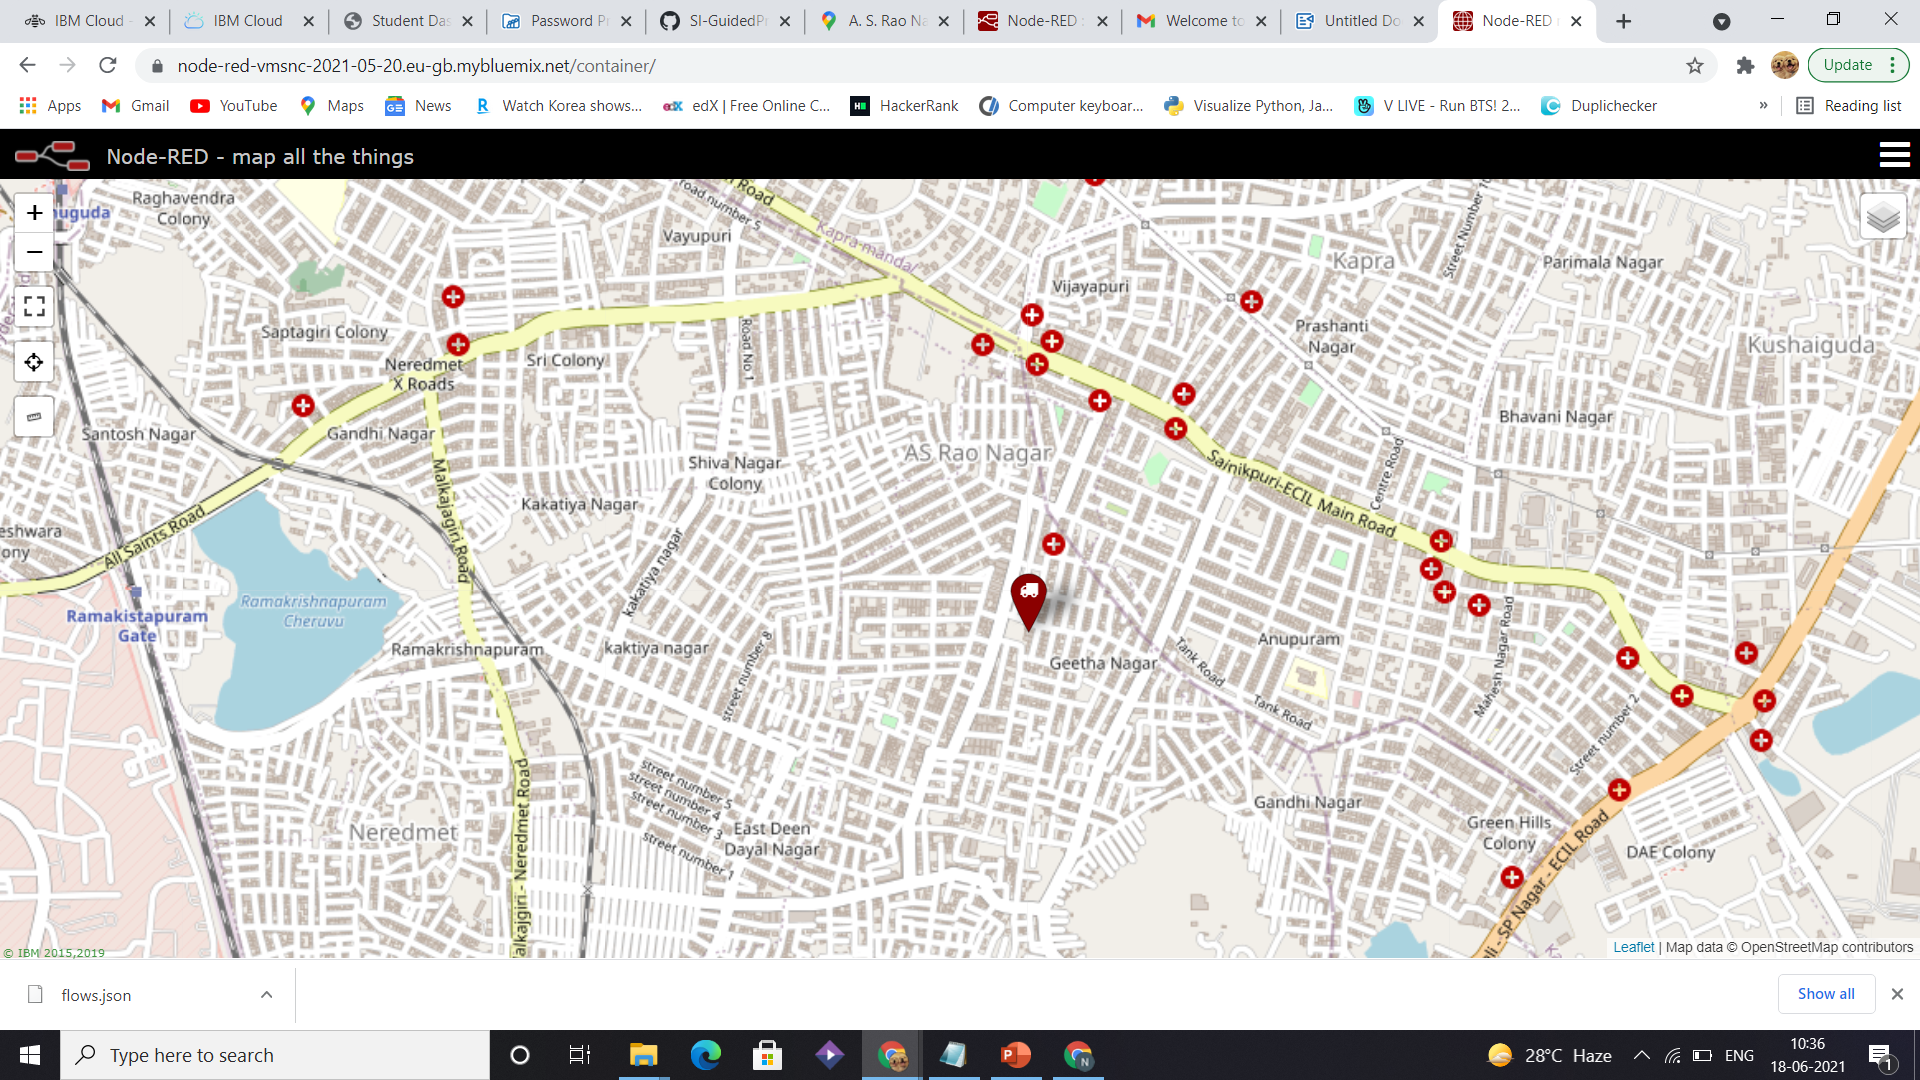 IBM Cloud -
IBM Cloud
Student Das
Password Pr
SI-GuidedPr
A. S. Rao Na
Node-RED :
Welcome to
Untitled Do
Node-RED
node-red-vmsnc-2021-05-20.eu-gb.mybluemix.net/container/
Update
Apps
Gmail
YouTube
Maps
News
Watch Korea shows...
edX | Free Online C...
HackerRank
Computer keyboar...
Visualize Python, Ja...
V LIVE - Run BTS! 2...
Duplichecker
»
Reading list
Node-RED - map all the things
+
−
Raghavendra
Colony
uguda
Vayupuri
road number 5
Road
Kapra mandal
Kapra
Street Number 10
Parimala Nagar
Vijayapuri
Saptagiri Colony
Neredmet
X Roads
Sri Colony
Road No 1
Prashanti
Nagar
Kushaiguda
Santosh Nagar
Gandhi Nagar
Bhavani Nagar
AS Rao Nagar
Shiva Nagar
Colony
Sainikpuri-ECIL Main Road
Centre Road
Kakatiya Nagar
Malkajgiri Road
All Saints Road
eshwara
ony
kakatiya nagar
Ramakrishnapuram
Cheruvu
Ramakistapuram
Gate
Ramakrishnapuram
kaktiya nagar
street number 8
Geetha Nagar
Tank Road
Tank Road
Anupuram
Mahesh Nagar Road
Street number 2
street number 5
street number 4
street number 3
street number 1
East Deen
Dayal Nagar
Neredmet
alkajgiri - Neredmet Road
Gandhi Nagar
Green Hills
Colony
DAE Colony
li - SP Nagar - ECIL Road
© IBM 2015,2019
Leaflet | Map data © OpenStreetMap contributors
flows.json
Show all
Type here to search
28°C Haze
ENG
10:36
18-06-2021
1